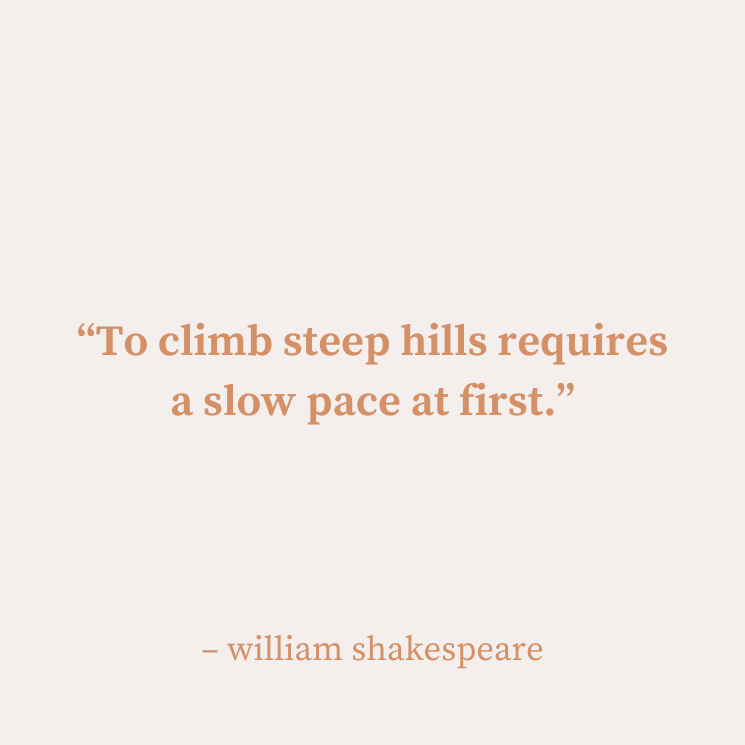 “To climb steep hills requires
a slow pace at first.”
– william shakespeare